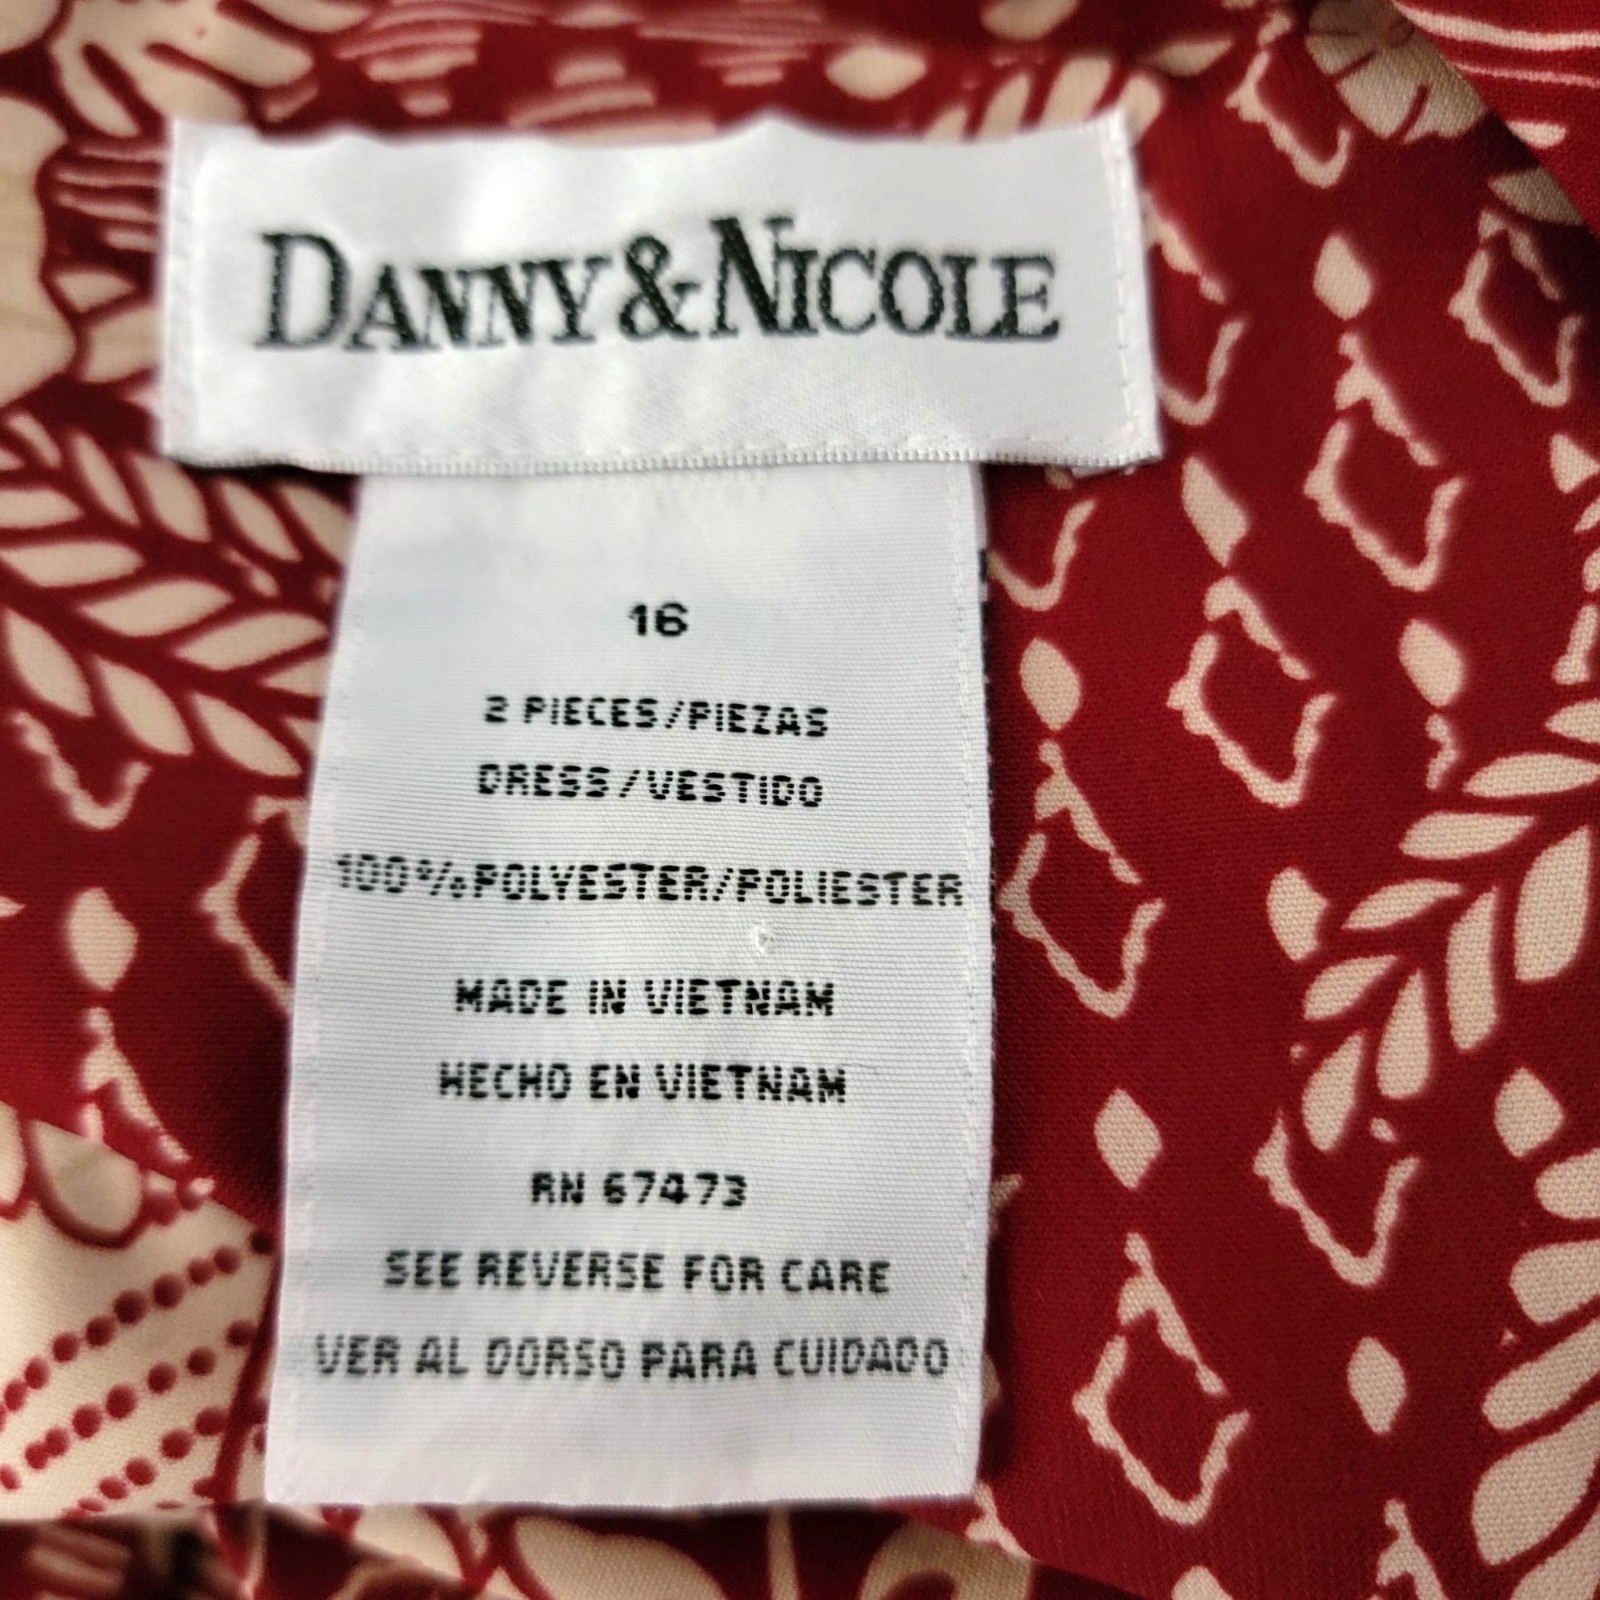 DANNY & NICOLE
16
2 PIECES/PIEZAS
DRESS/VESTIDO
100% POLYESTER/POLIESTER
MADE IN VIETNAM
HECHO EN VIETNAM
RN 67473
SEE REVERSE FOR CARE
VER AL DORSO PARA CUIDADO